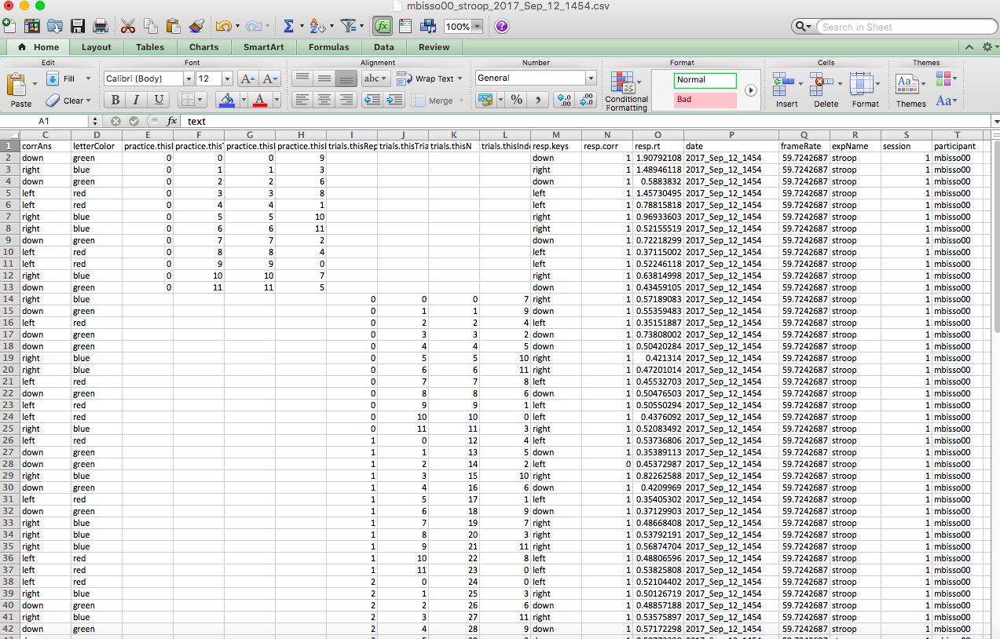 mbisso00_stroop_2017_Sep_12_1454.csv
100% Search in Sheet
Home Layout Tables Charts SmartArt Formulas Data Review
Edit Font Alignment Number Format Cells Themes
Fill Calibri (Body) 12 abc Wrap Text General Normal
Paste Clear B I U Merge % Conditional Formatting Bad Insert Delete Format Themes Aa
A1 fx text
C D E F G H I J K L M N O P Q R S T
1 corrAns letterColor practice.thisI practice.thisT practice.thisI practice.thisI trials.thisRep trials.thisTria trials.thisN trials.thisInde resp.keys resp.corr resp.rt date frameRate expName session participant
2 down green 0 0 0 9 down 1 1.90792108 2017_Sep_12_1454 59.7242687 stroop 1 mbisso00
3 right blue 0 1 1 3 right 1 1.48946118 2017_Sep_12_1454 59.7242687 stroop 1 mbisso00
4 down green 0 2 2 6 down 1 0.5883832 2017_Sep_12_1454 59.7242687 stroop 1 mbisso00
5 left red 0 3 3 8 left 1 1.45730495 2017_Sep_12_1454 59.7242687 stroop 1 mbisso00
6 left red 0 4 4 1 left 1 0.78815818 2017_Sep_12_1454 59.7242687 stroop 1 mbisso00
7 right blue 0 5 5 10 right 1 0.96933603 2017_Sep_12_1454 59.7242687 stroop 1 mbisso00
8 right blue 0 6 6 11 right 1 0.52155519 2017_Sep_12_1454 59.7242687 stroop 1 mbisso00
9 down green 0 7 7 2 down 1 0.72218299 2017_Sep_12_1454 59.7242687 stroop 1 mbisso00
10 left red 0 8 8 4 left 1 0.37115002 2017_Sep_12_1454 59.7242687 stroop 1 mbisso00
11 left red 0 9 9 0 left 1 0.52246118 2017_Sep_12_1454 59.7242687 stroop 1 mbisso00
12 right blue 0 10 10 7 right 1 0.63814998 2017_Sep_12_1454 59.7242687 stroop 1 mbisso00
13 down green 0 11 11 5 down 1 0.43459105 2017_Sep_12_1454 59.7242687 stroop 1 mbisso00
14 right blue 0 0 0 7 right 1 0.57189083 2017_Sep_12_1454 59.7242687 stroop 1 mbisso00
15 down green 0 1 1 9 down 1 0.55359483 2017_Sep_12_1454 59.7242687 stroop 1 mbisso00
16 left red 0 2 2 4 left 1 0.35151887 2017_Sep_12_1454 59.7242687 stroop 1 mbisso00
17 down green 0 3 3 2 down 1 0.73808002 2017_Sep_12_1454 59.7242687 stroop 1 mbisso00
18 down green 0 4 4 5 down 1 0.50420284 2017_Sep_12_1454 59.7242687 stroop 1 mbisso00
19 right blue 0 5 5 10 right 1 0.421314 2017_Sep_12_1454 59.7242687 stroop 1 mbisso00
20 right blue 0 6 6 11 right 1 0.47201014 2017_Sep_12_1454 59.7242687 stroop 1 mbisso00
21 left red 0 7 7 8 left 1 0.45532703 2017_Sep_12_1454 59.7242687 stroop 1 mbisso00
22 down green 0 8 8 6 down 1 0.50476503 2017_Sep_12_1454 59.7242687 stroop 1 mbisso00
23 left red 0 9 9 1 left 1 0.50550294 2017_Sep_12_1454 59.7242687 stroop 1 mbisso00
24 left red 0 10 10 0 left 1 0.4376092 2017_Sep_12_1454 59.7242687 stroop 1 mbisso00
25 right blue 0 11 11 3 right 1 0.52083492 2017_Sep_12_1454 59.7242687 stroop 1 mbisso00
26 left red 1 0 12 4 left 1 0.53736806 2017_Sep_12_1454 59.7242687 stroop 1 mbisso00
27 down green 1 1 13 5 down 1 0.35389113 2017_Sep_12_1454 59.7242687 stroop 1 mbisso00
28 down green 1 2 14 2 left 0 0.45372987 2017_Sep_12_1454 59.7242687 stroop 1 mbisso00
29 right blue 1 3 15 10 right 1 0.82262588 2017_Sep_12_1454 59.7242687 stroop 1 mbisso00
30 down green 1 4 16 6 down 1 0.4209969 2017_Sep_12_1454 59.7242687 stroop 1 mbisso00
31 left red 1 5 17 1 left 1 0.35405302 2017_Sep_12_1454 59.7242687 stroop 1 mbisso00
32 down green 1 6 18 9 down 1 0.37129903 2017_Sep_12_1454 59.7242687 stroop 1 mbisso00
33 right blue 1 7 19 7 right 1 0.48668408 2017_Sep_12_1454 59.7242687 stroop 1 mbisso00
34 right blue 1 8 20 3 right 1 0.53792191 2017_Sep_12_1454 59.7242687 stroop 1 mbisso00
35 right blue 1 9 21 11 right 1 0.56874704 2017_Sep_12_1454 59.7242687 stroop 1 mbisso00
36 left red 1 10 22 8 left 1 0.48806596 2017_Sep_12_1454 59.7242687 stroop 1 mbisso00
37 left red 1 11 23 0 left 1 0.53825808 2017_Sep_12_1454 59.7242687 stroop 1 mbisso00
38 left red 2 0 24 0 left 1 0.52104402 2017_Sep_12_1454 59.7242687 stroop 1 mbisso00
39 right blue 2 1 25 3 right 1 0.50126719 2017_Sep_12_1454 59.7242687 stroop 1 mbisso00
40 down green 2 2 26 6 down 1 0.48857188 2017_Sep_12_1454 59.7242687 stroop 1 mbisso00
41 right blue 2 3 27 11 right 1 0.53575897 2017_Sep_12_1454 59.7242687 stroop 1 mbisso00
42 down green 2 4 28 9 down 1 0.57172298 2017_Sep_12_1454 59.7242687 stroop 1 mbisso00